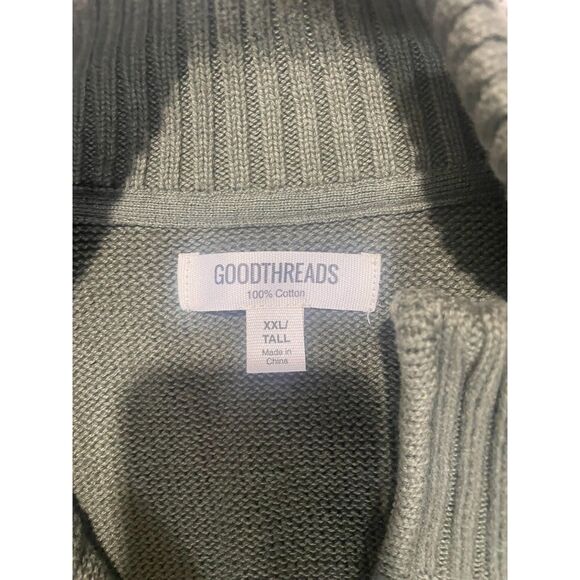 GOODTHREADS
100% Cotton
XXL/
TALL
Made in
China